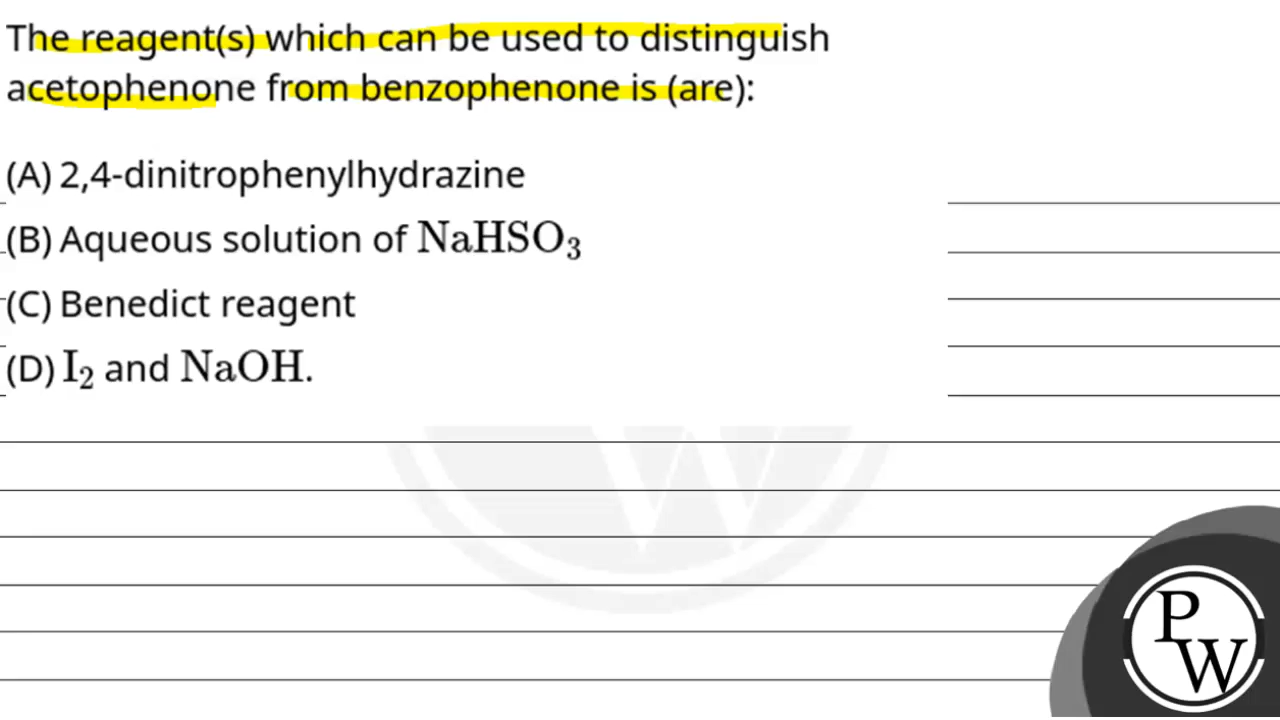 The reagent(s) which can be used to distinguish
acetophenone from benzophenone is (are):
(A) 2,4-dinitrophenylhydrazine
(B) Aqueous solution of NaHSO₃
(C) Benedict reagent
(D) I₂ and NaOH.
W
P
W